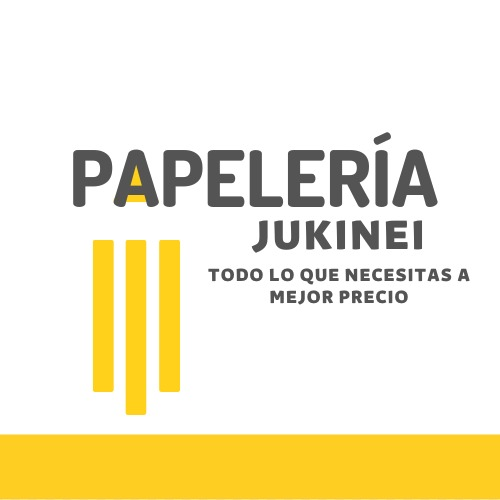 PAPELERÍA
JUKINEI
TODO LO QUE NECESITAS A
MEJOR PRECIO